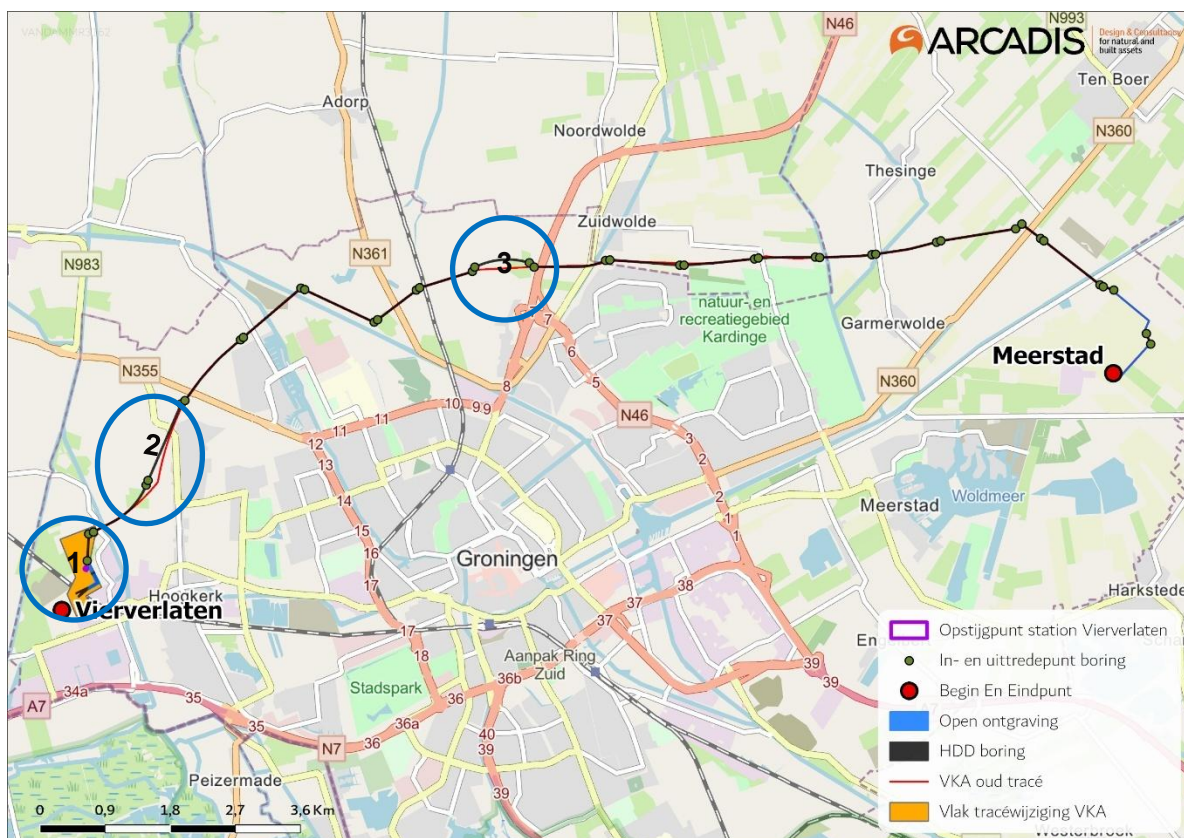 N46
N993
ARCADIS
Design & Consultancy
for natural and
built assets
Ten Boer
Adorp
Noordwolde
N360
Thesinge
Zuidwolde
N361
N983
3
natuur- en
recreatiegebied
Kardinge
7
7
Garmerwolde
6
Meerstad
N355
8
5
N360
10
9
9
11
N46
11
12
3
2
13
2
2
14
1
Meerstad
Woldmeer
15
1
16
Groningen
38
1
17
Hoogkerk
Vierverlaten
37
Harkstede
37
17
18
Aanpak Ring
Zuid
39
39
36b
Stadspark
36
34a
35
A7
35
36a
N7
36
40
39
39
Peizermade
A7
Opstijgpunt station Vierverlaten
In- en uittredepunt boring
Begin En Eindpunt
Open ontgraving
HDD boring
VKA oud tracé
Vlak tracéwijziging VKA
0 0,9 1,8 2,7 3,6 Km